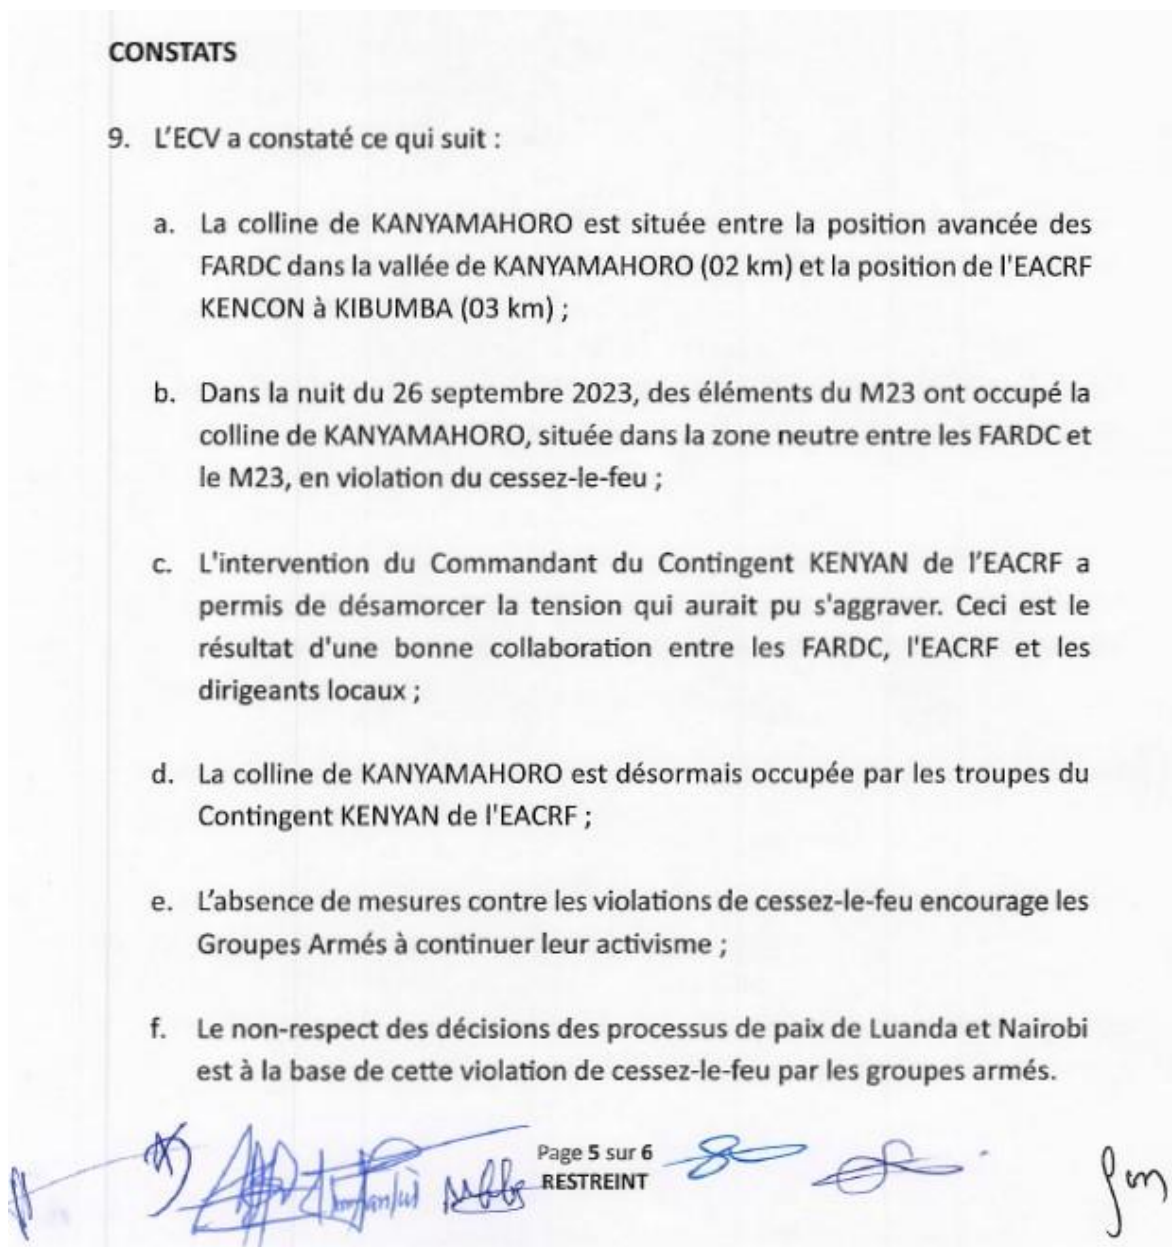 CONSTATS
9. L'ECV a constaté ce qui suit :
a. La colline de KANYAMAHORO est située entre la position avancée des
FARDC dans la vallée de KANYAMAHORO (02 km) et la position de l'EACRF
KENCON à KIBUMBA (03 km) ;
b. Dans la nuit du 26 septembre 2023, des éléments du M23 ont occupé la
colline de KANYAMAHORO, située dans la zone neutre entre les FARDC et
le M23, en violation du cessez-le-feu ;
c. L'intervention du Commandant du Contingent KENYAN de l'EACRF a
permis de désamorcer la tension qui aurait pu s'aggraver. Ceci est le
résultat d'une bonne collaboration entre les FARDC, l'EACRF et les
dirigeants locaux ;
d. La colline de KANYAMAHORO est désormais occupée par les troupes du
Contingent KENYAN de l'EACRF ;
e. L'absence de mesures contre les violations de cessez-le-feu encourage les
Groupes Armés à continuer leur activisme ;
f. Le non-respect des décisions des processus de paix de Luanda et Nairobi
est à la base de cette violation de cessez-le-feu par les groupes armés.
Page 5 sur 6
RESTREINT